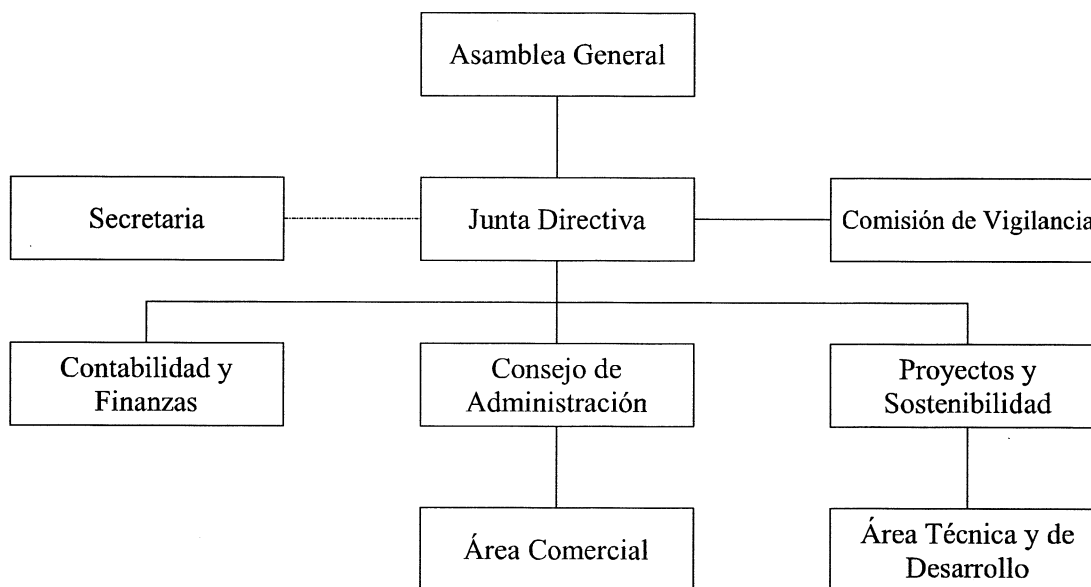 Asamblea General
Secretaria
Junta Directiva
Comisión de Vigilancia
Contabilidad y
Finanzas
Consejo de
Administración
Proyectos y
Sostenibilidad
Área Comercial
Área Técnica y de
Desarrollo